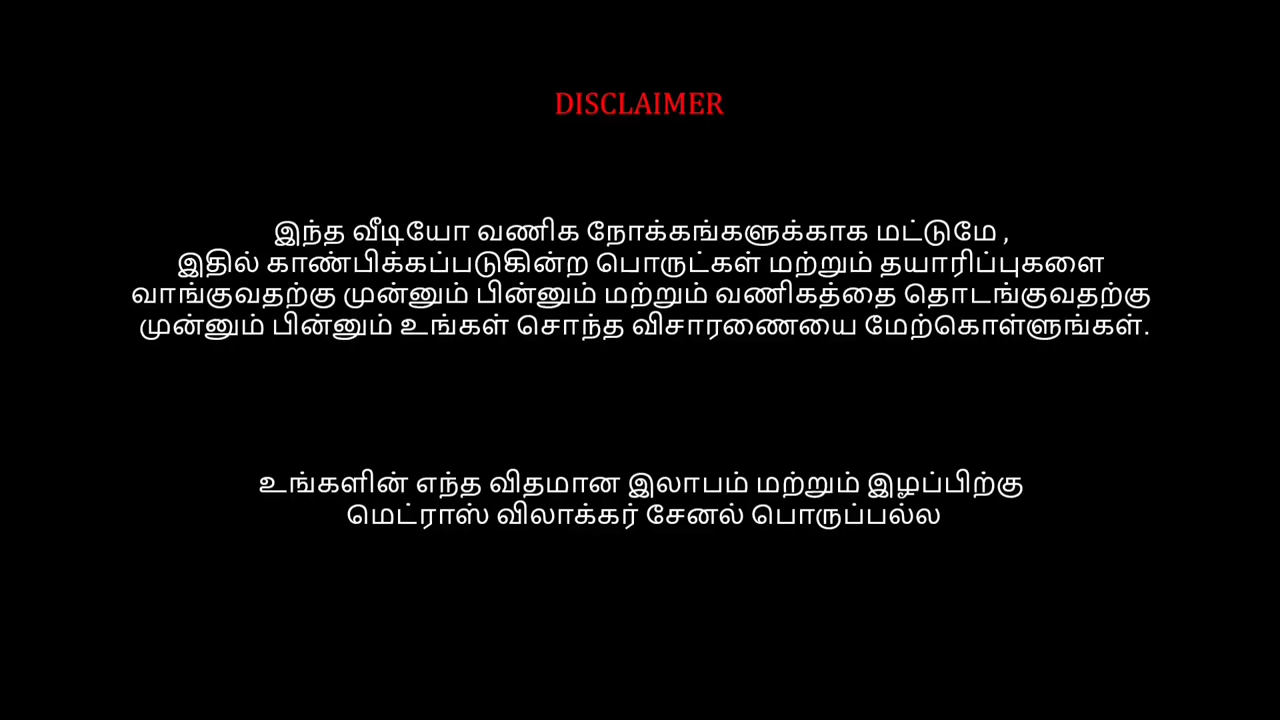 DISCLAIMER
இந்த வீடியோ வணிக நோக்கங்களுக்காக மட்டுமே ,
இதில் காண்பிக்கப்படுகின்ற பொருட்கள் மற்றும் தயாரிப்புகளை
வாங்குவதற்கு முன்னும் பின்னும் மற்றும் வணிகத்தை தொடங்குவதற்கு
முன்னும் பின்னும் உங்கள் சொந்த விசாரணையை மேற்கொள்ளுங்கள்.
உங்களின் எந்த விதமான இலாபம் மற்றும் இழப்பிற்கு
மெட்ராஸ் விலாக்கர் சேனல் பொருப்பல்ல